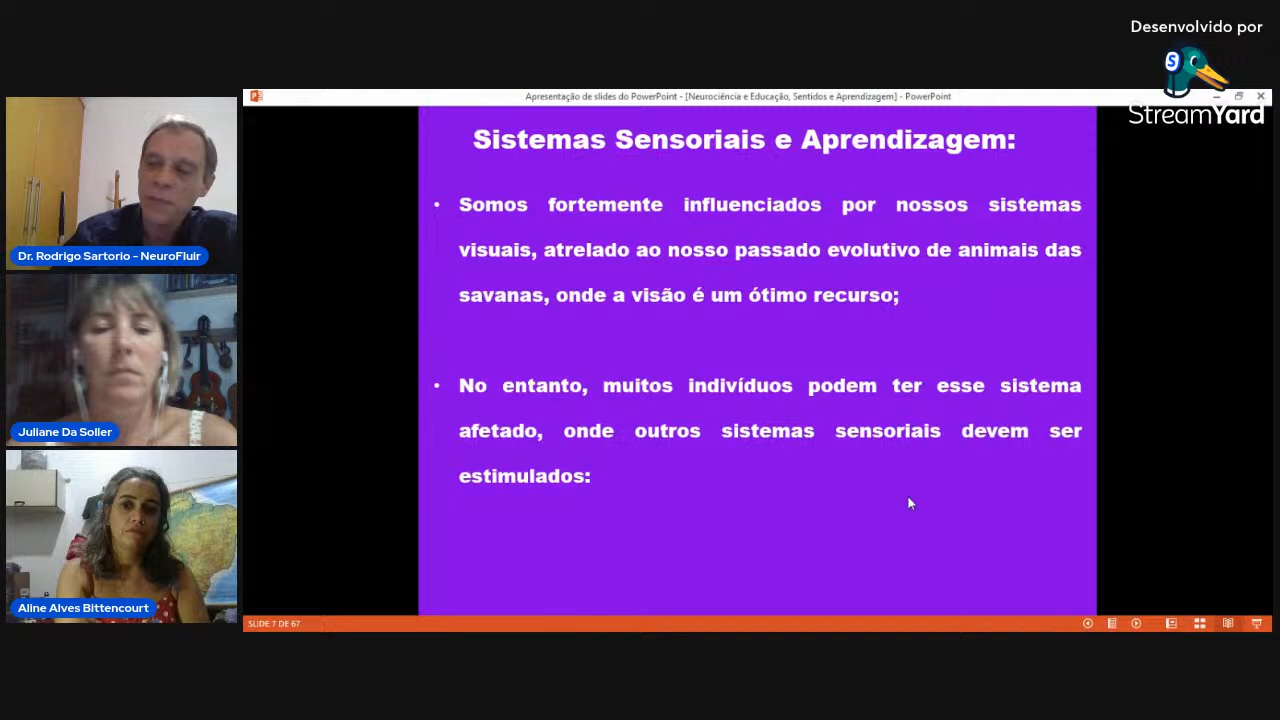 Desenvolvido por
StreamYard
Apresentação de slides do PowerPoint - [Neurociência e Educação, Sentidos e Aprendizagem] - PowerPoint
Sistemas Sensoriais e Aprendizagem:
• Somos fortemente influenciados por nossos sistemas
visuais, atrelado ao nosso passado evolutivo de animais das
savanas, onde a visão é um ótimo recurso;
• No entanto, muitos indivíduos podem ter esse sistema
afetado, onde outros sistemas sensoriais devem ser
estimulados:
Dr. Rodrigo Sartorio - NeuroFluir
Juliane Da Soller
Aline Alves Bittencourt
SLIDE 7 DE 67